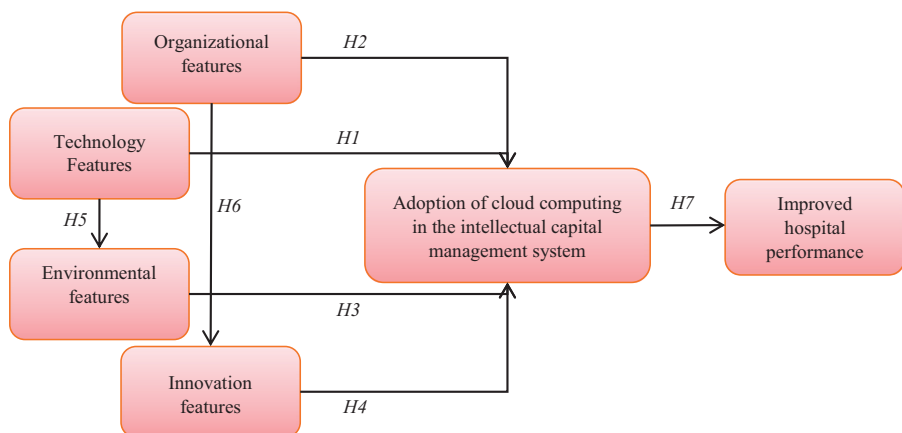 Organizational
features
H2
Technology
Features
H1
H5
H6
Adoption of cloud computing
in the intellectual capital
management system
H7
Improved
hospital
performance
Environmental
features
H3
Innovation
features
H4